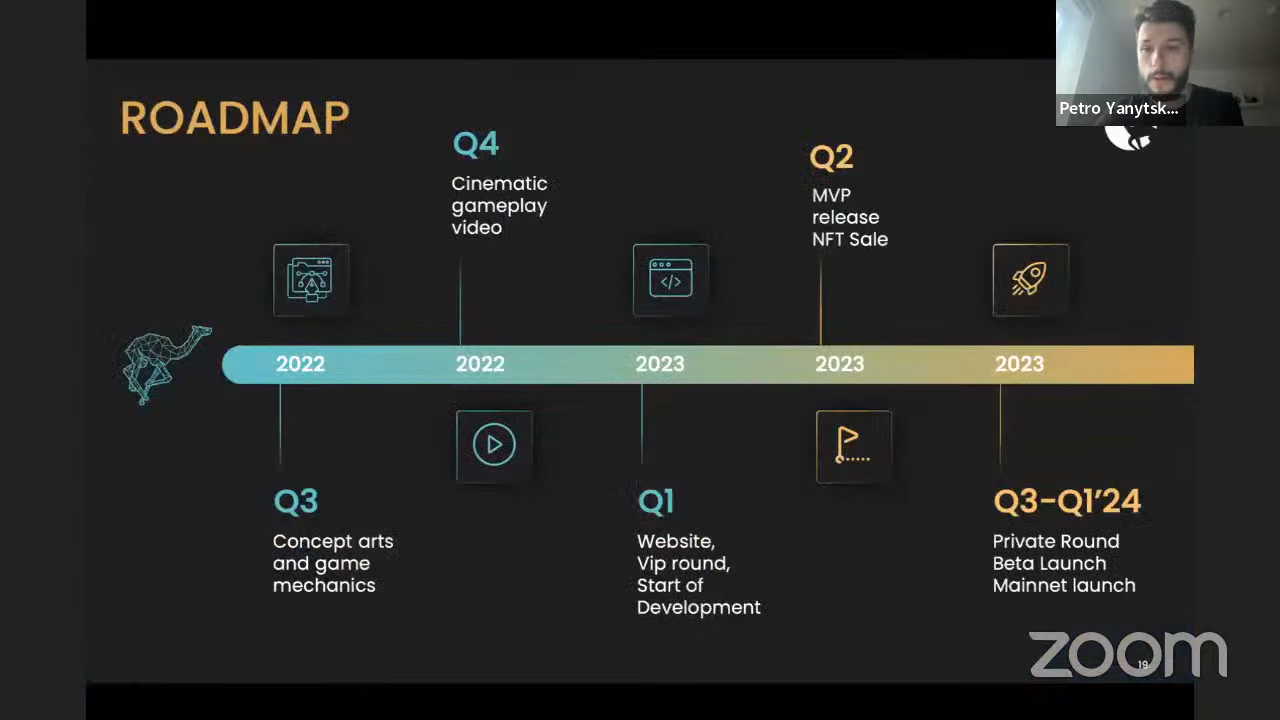 Petro Yanytsk...
ROADMAP
Q4
Cinematic
gameplay
video
Q2
MVP
release
NFT Sale
2022
2022
2023
2023
2023
Q3
Concept arts
and game
mechanics
Q1
Website,
Vip round,
Start of
Development
Q3-Q1'24
Private Round
Beta Launch
Mainnet launch
zoom
19